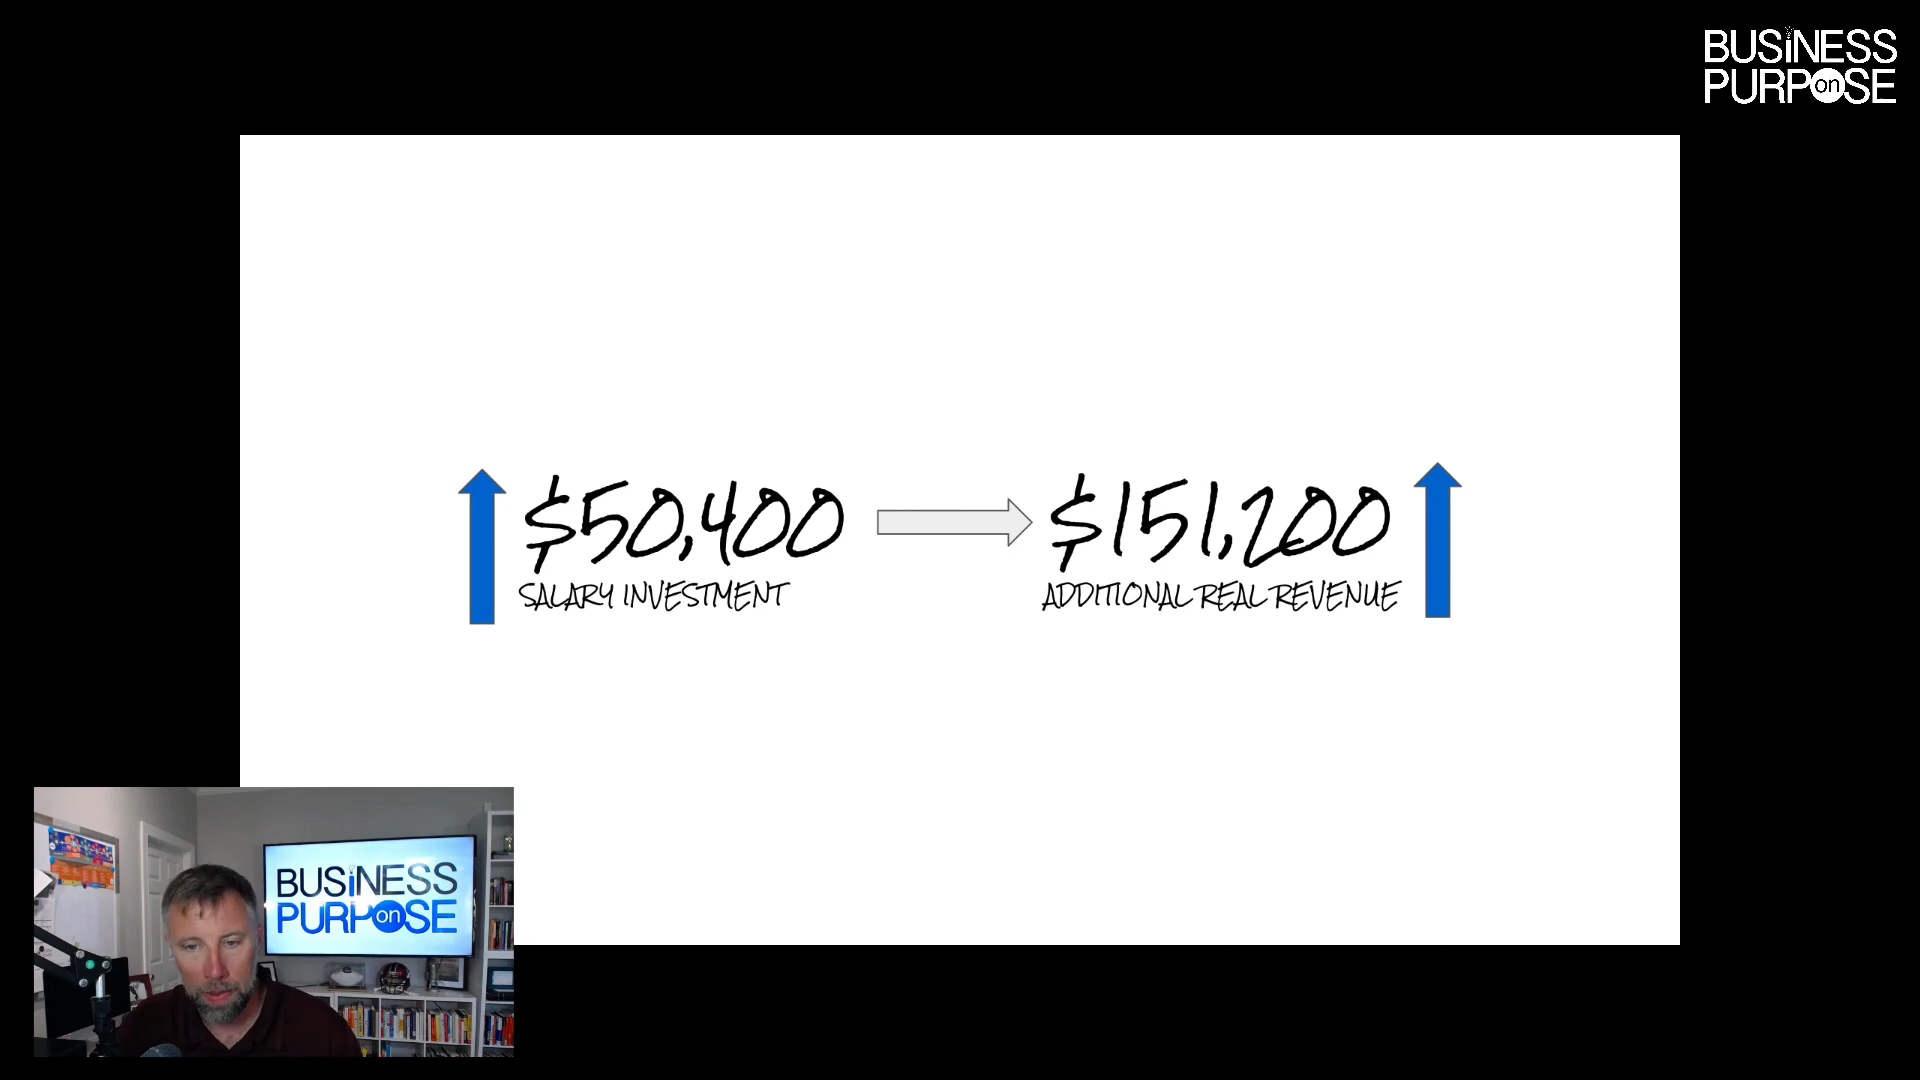 BUSiNESS
PURPonSE
$50,400
SALARY INVESTMENT
$151,200
ADDITIONAL REAL REVENUE
BUSiNESS
PURPonSE